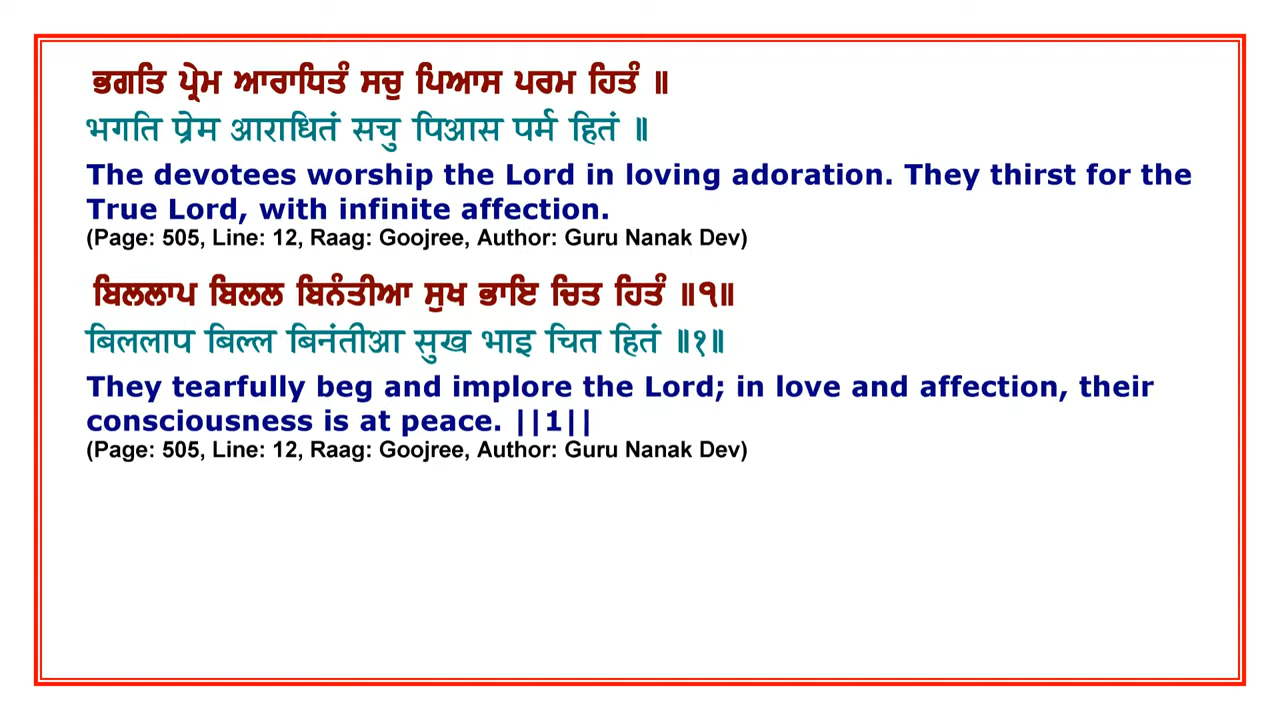 ਭਗਤਿ ਪ੍ਰੇਮ ਆਰਾਧਿਤੰ ਸਚੁ ਪਿਆਸ ਪਰਮ ਹਿਤੰ ॥
भगति प्रेम आराधितं सचु पिआस पर्म हितं ॥
The devotees worship the Lord in loving adoration. They thirst for the
True Lord, with infinite affection.
(Page: 505, Line: 12, Raag: Goojree, Author: Guru Nanak Dev)
ਬਿਲਲਾਪ ਬਿਲਲ ਬਿਨੰਤੀਆ ਸੁਖ ਭਾਇ ਚਿਤ ਹਿਤੰ ॥੧॥
बिललाप बिल्ल बिनंतीआ सुख भाइ चित हितं ॥१॥
They tearfully beg and implore the Lord; in love and affection, their
consciousness is at peace. ||1||
(Page: 505, Line: 12, Raag: Goojree, Author: Guru Nanak Dev)